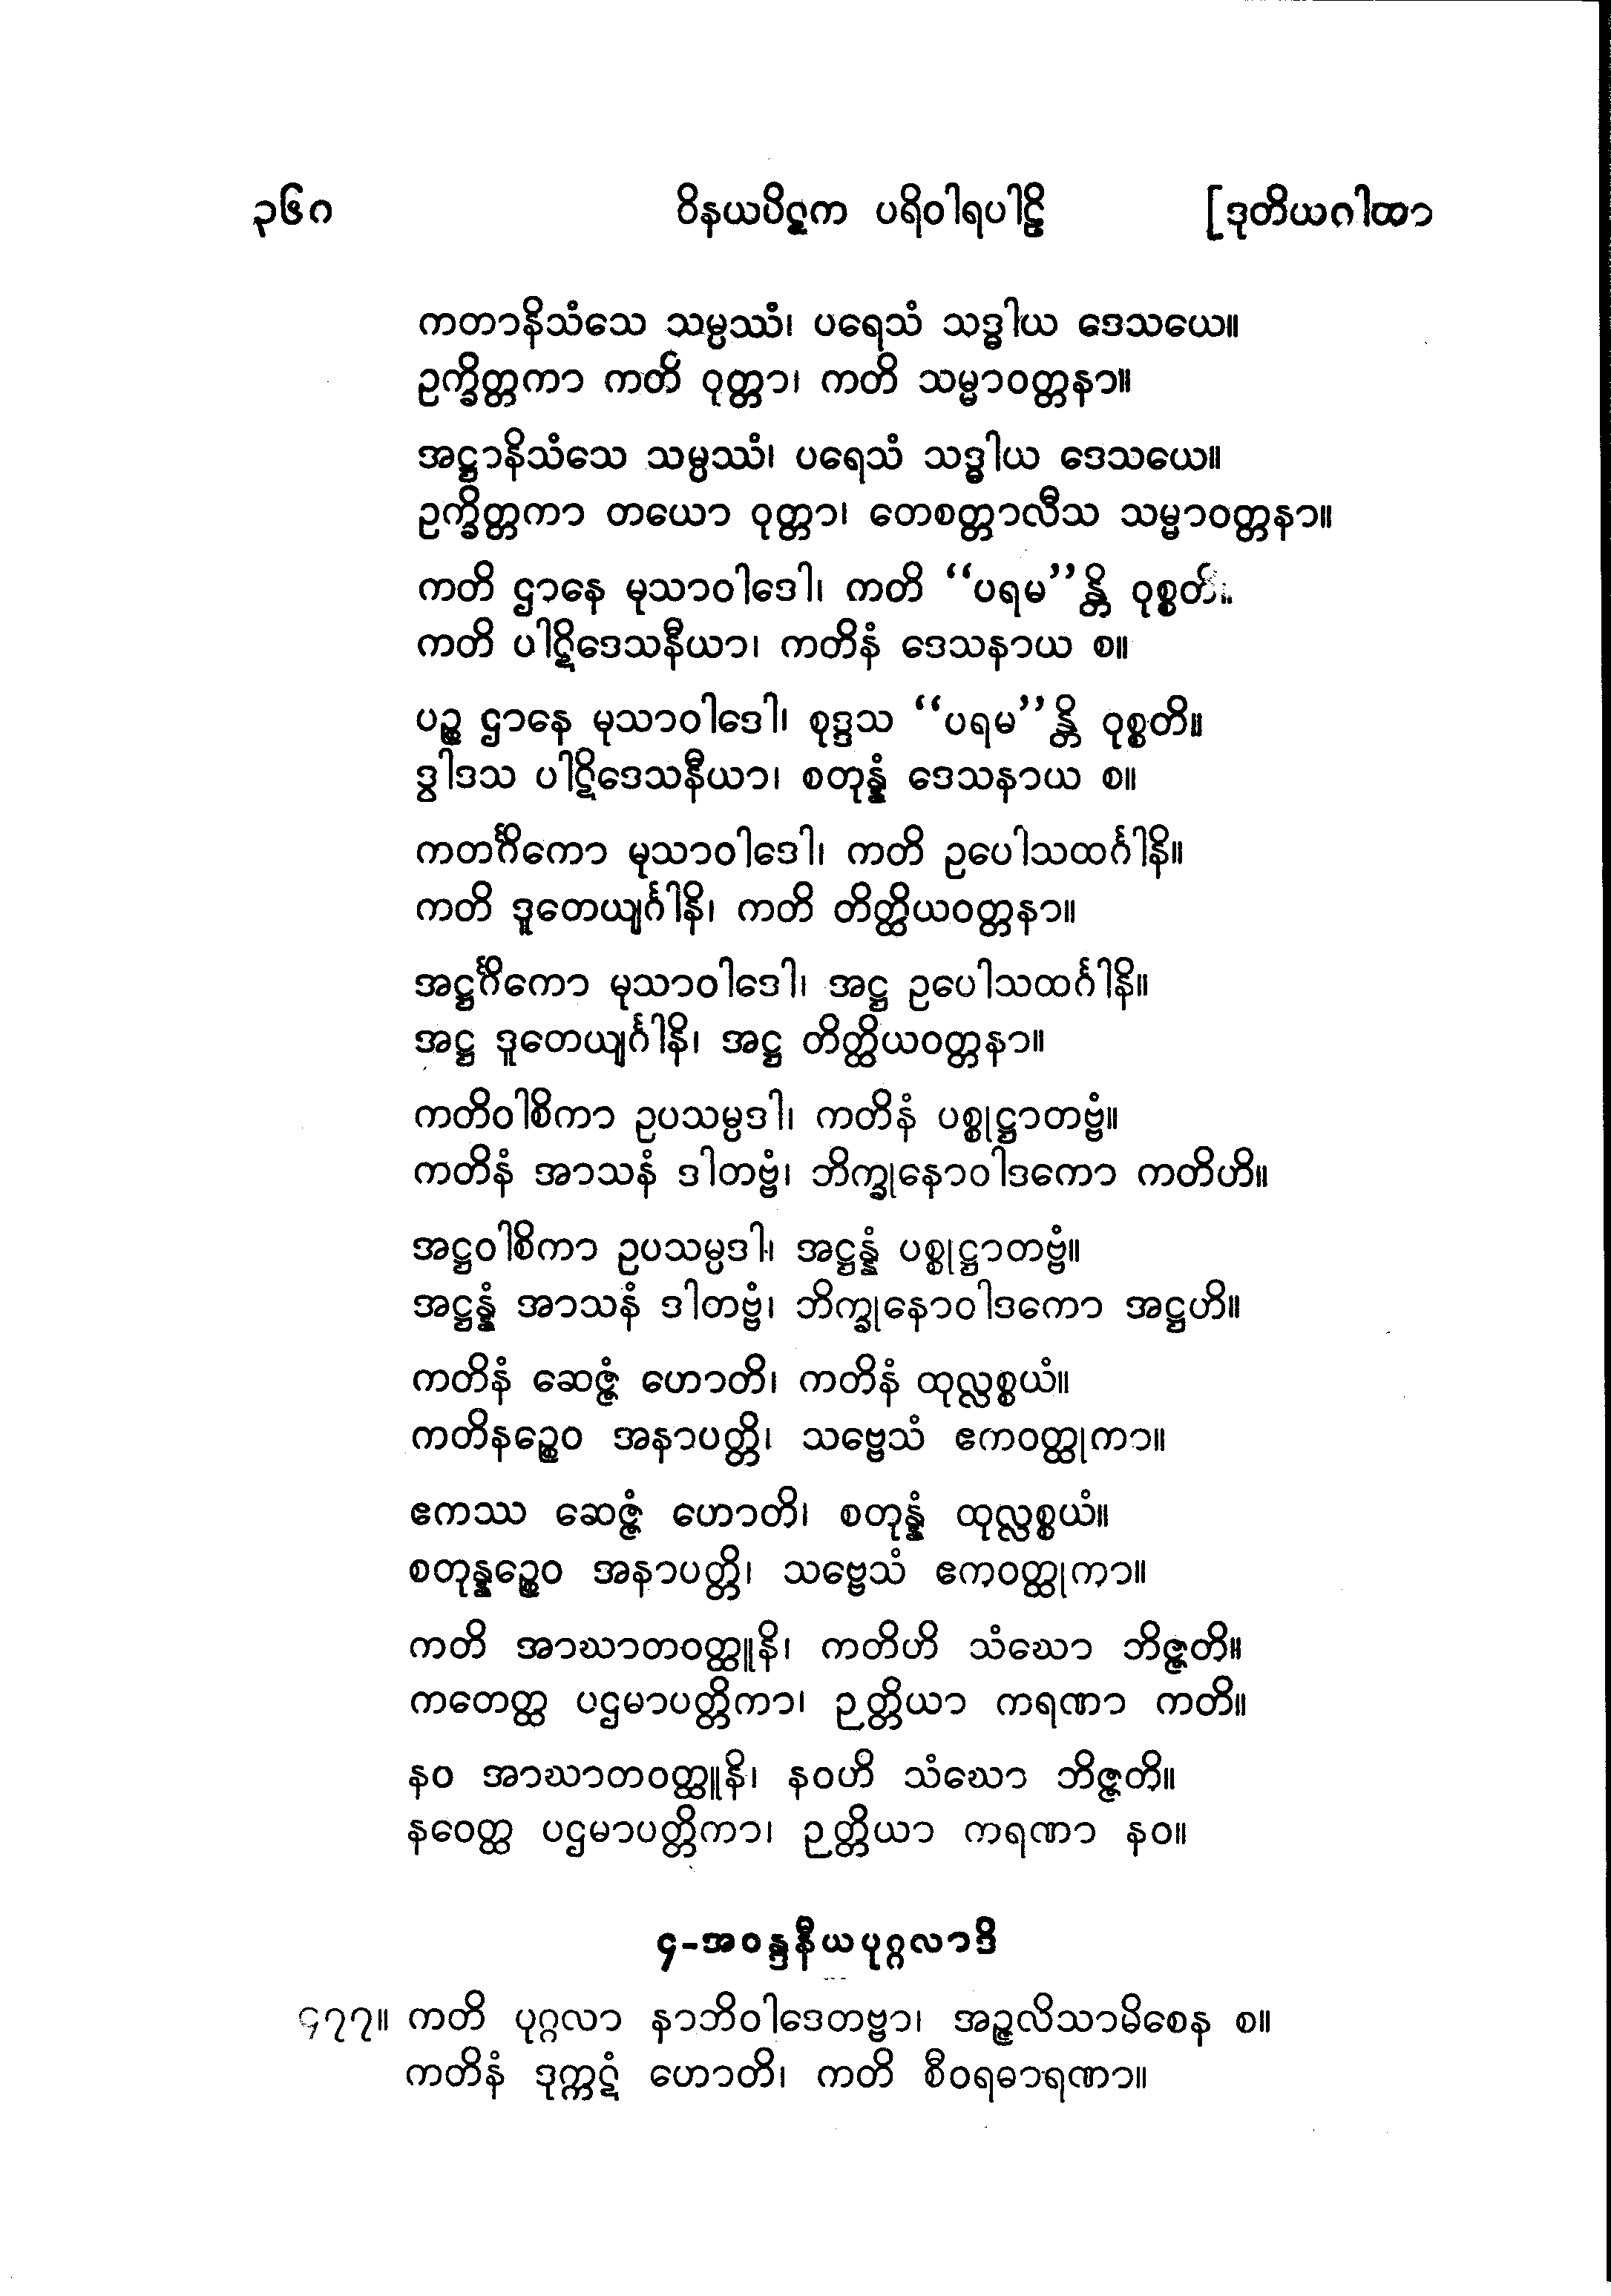 ၃၆ဂ ဝိနယပိဋက ပရိဝါရပါဠိ [ဒုတိယဂါထာ
ကတာနိသံသေ သမ္ပဿံ၊ ပရေသံ သဒ္ဓါယ ဒေသယေ။
ဥက္ခိတ္တကာ ကတိ ဝုတ္တာ၊ ကတိ သမ္မာဝတ္တနာ။
အဋ္ဌာနိသံသေ သမ္ပဿံ၊ ပရေသံ သဒ္ဓါယ ဒေသယေ။
ဥက္ခိတ္တကာ တယော ဝုတ္တာ၊ တေစတ္တာလီသ သမ္မာဝတ္တနာ။
ကတိ ဌာနေ မုသာဝါဒေါ၊ ကတိ “ပရမ”န္တိ ဝုစ္စတိ။
ကတိ ပါဋိဒေသနီယာ၊ ကတိနံ ဒေသနာယ စ။
ပဉ္စ ဌာနေ မုသာဝါဒေါ၊ စုဒ္ဒသ “ပရမ”န္တိ ဝုစ္စတိ။
ဒွါဒသ ပါဋိဒေသနီယာ၊ စတုန္နံ ဒေသနာယ စ။
ကတင်္ဂိကော မုသာဝါဒေါ၊ ကတိ ဥပေါသထင်္ဂါနိ။
ကတိ ဒူတေယျင်္ဂါနိ၊ ကတိ တိတ္ထိယဝတ္တနာ။
အဋ္ဌင်္ဂိကော မုသာဝါဒေါ၊ အဋ္ဌ ဥပေါသထင်္ဂါနိ။
အဋ္ဌ ဒူတေယျင်္ဂါနိ၊ အဋ္ဌ တိတ္ထိယဝတ္တနာ။
ကတိဝါစိကာ ဥပသမ္ပဒါ၊ ကတိနံ ပစ္စုဋ္ဌာတဗ္ဗံ။
ကတိနံ အာသနံ ဒါတဗ္ဗံ၊ ဘိက္ခုနောဝါဒကော ကတိဟိ။
အဋ္ဌဝါစိကာ ဥပသမ္ပဒါ၊ အဋ္ဌန္နံ ပစ္စုဋ္ဌာတဗ္ဗံ။
အဋ္ဌန္နံ အာသနံ ဒါတဗ္ဗံ၊ ဘိက္ခုနောဝါဒကော အဋ္ဌဟိ။
ကတိနံ ဆေဇ္ဇံ ဟောတိ၊ ကတိနံ ထုလ္လစ္စယံ။
ကတိနဉ္စေဝ အနာပတ္တိ၊ သဗ္ဗေသံ ဧကဝတ္ထုကာ။
ဧကဿ ဆေဇ္ဇံ ဟောတိ၊ စတုန္နံ ထုလ္လစ္စယံ။
စတုန္နဉ္စေဝ အနာပတ္တိ၊ သဗ္ဗေသံ ဧကဝတ္ထုကာ။
ကတိ အာဃာတဝတ္ထူနိ၊ ကတိဟိ သံဃော ဘိဇ္ဇတိ။
ကတေတ္ထ ပဌမာပတ္တိကာ၊ ဉတ္တိယာ ကရဏာ ကတိ။
နဝ အာဃာတဝတ္ထူနိ၊ နဝဟိ သံဃော ဘိဇ္ဇတိ။
နဝေတ္ထ ပဌမာပတ္တိကာ၊ ဉတ္တိယာ ကရဏာ နဝ။
၄-အဝန္ဒနီယပုဂ္ဂလာဒိ
၄၇၇။ ကတိ ပုဂ္ဂလာ နာဘိဝါဒေတဗ္ဗာ၊ အဉ္ဇလိသာမိစေန စ။
ကတိနံ ဒုက္ကဋံ ဟောတိ၊ ကတိ စီဝရဓာရဏာ။